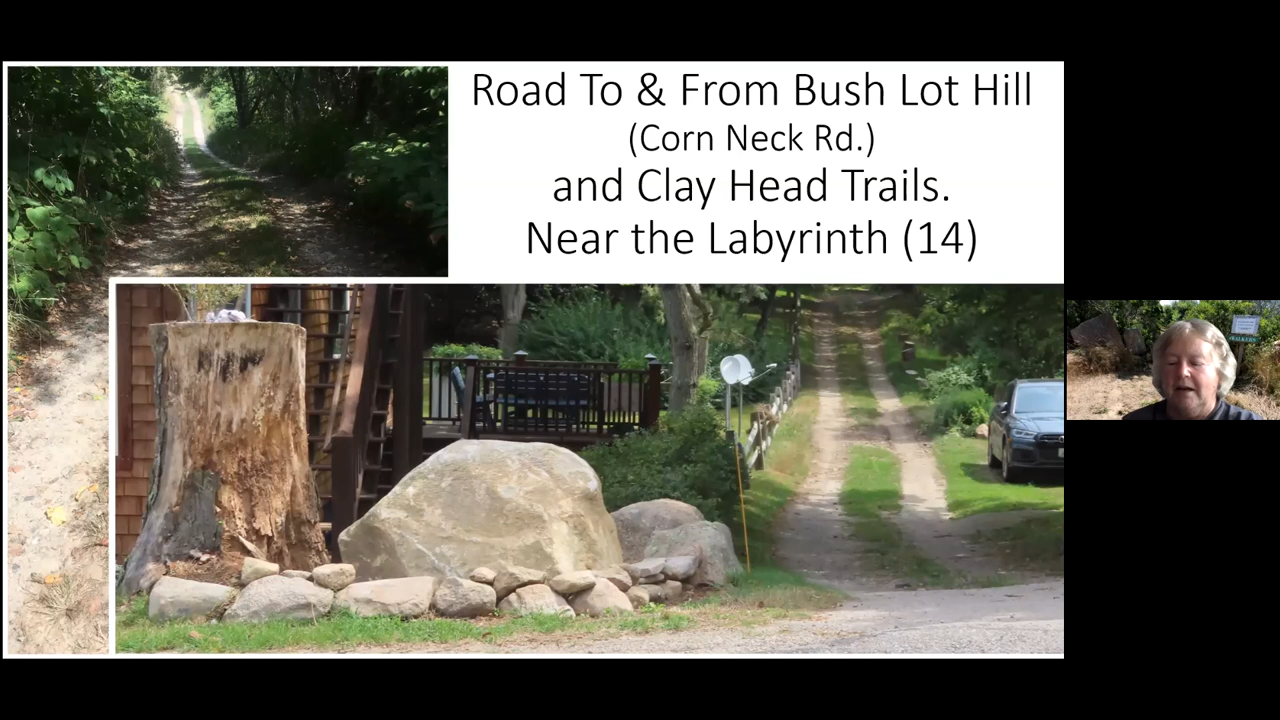 Road To & From Bush Lot Hill
(Corn Neck Rd.)
and Clay Head Trails.
Near the Labyrinth (14)